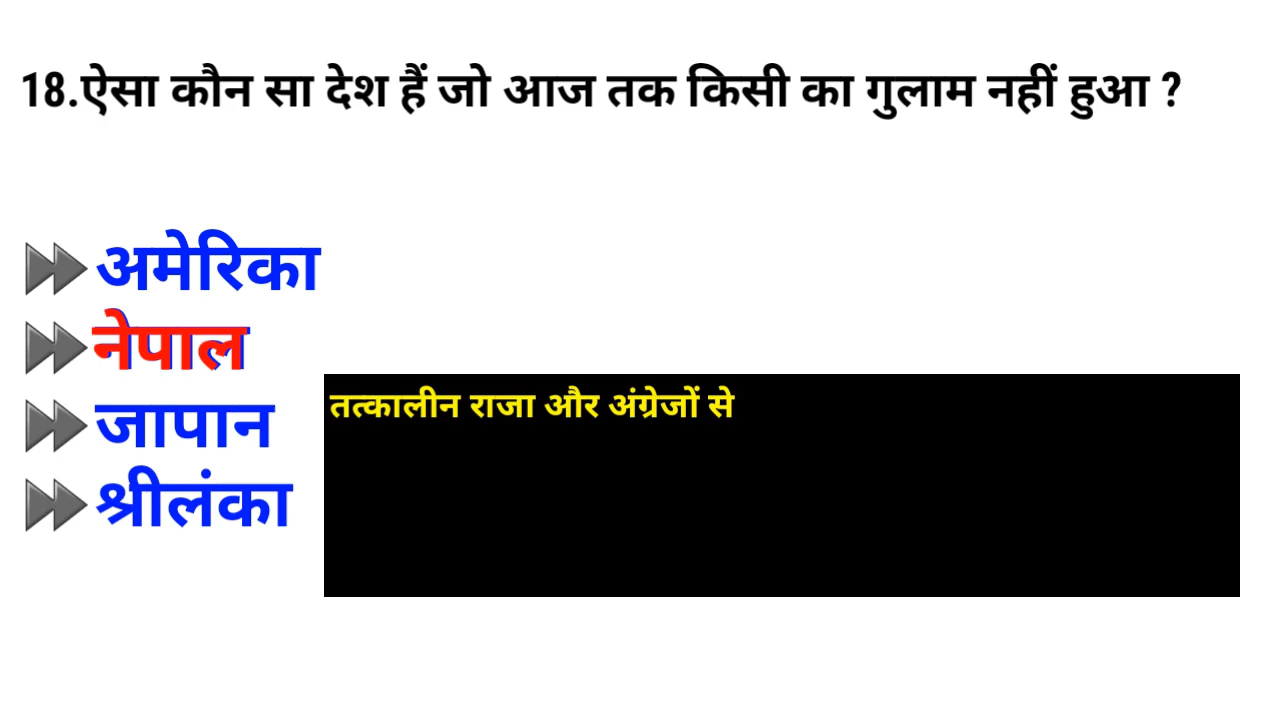 18.ऐसा कौन सा देश हैं जो आज तक किसी का गुलाम नहीं हुआ ?
अमेरिका
नेपाल
जापान
श्रीलंका
तत्कालीन राजा और अंग्रेजों से